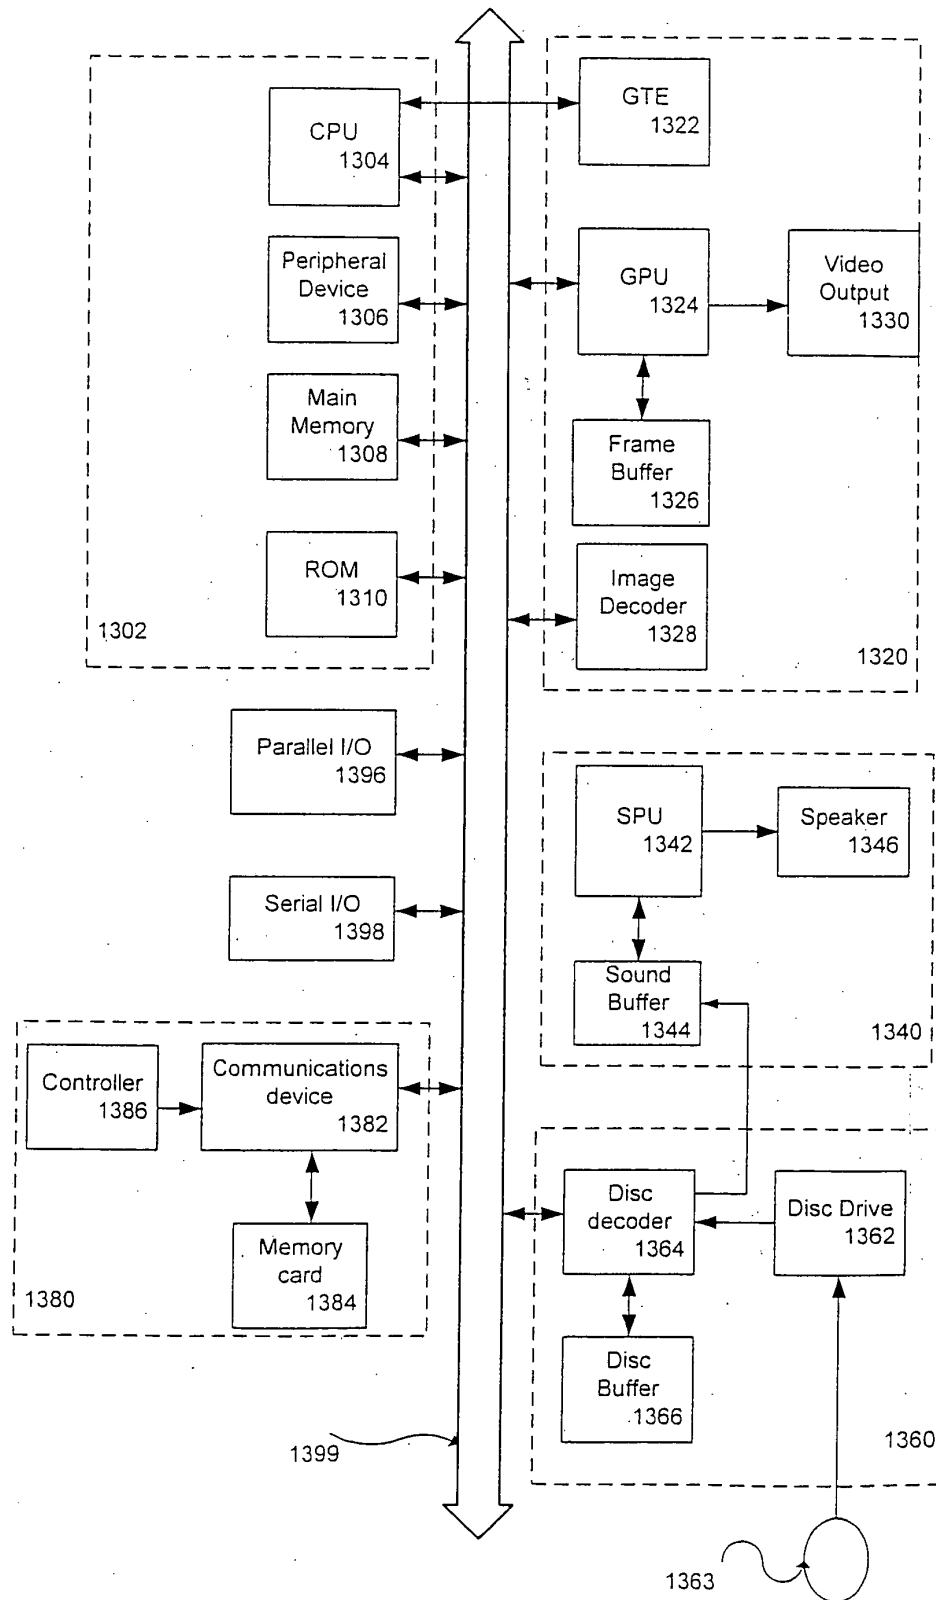 CPU
1304
Peripheral
Device
1306
Main
Memory
1308
ROM
1310
1302
GTE
1322
GPU
1324
Video
Output
1330
Frame
Buffer
1326
Image
Decoder
1328
1320
Parallel I/O
1396
Serial I/O
1398
SPU
1342
Speaker
1346
Sound
Buffer
1344
1340
Controller
1386
Communications
device
1382
Memory
card
1384
1380
Disc
decoder
1364
Disc Drive
1362
Disc
Buffer
1366
1360
1399
1363